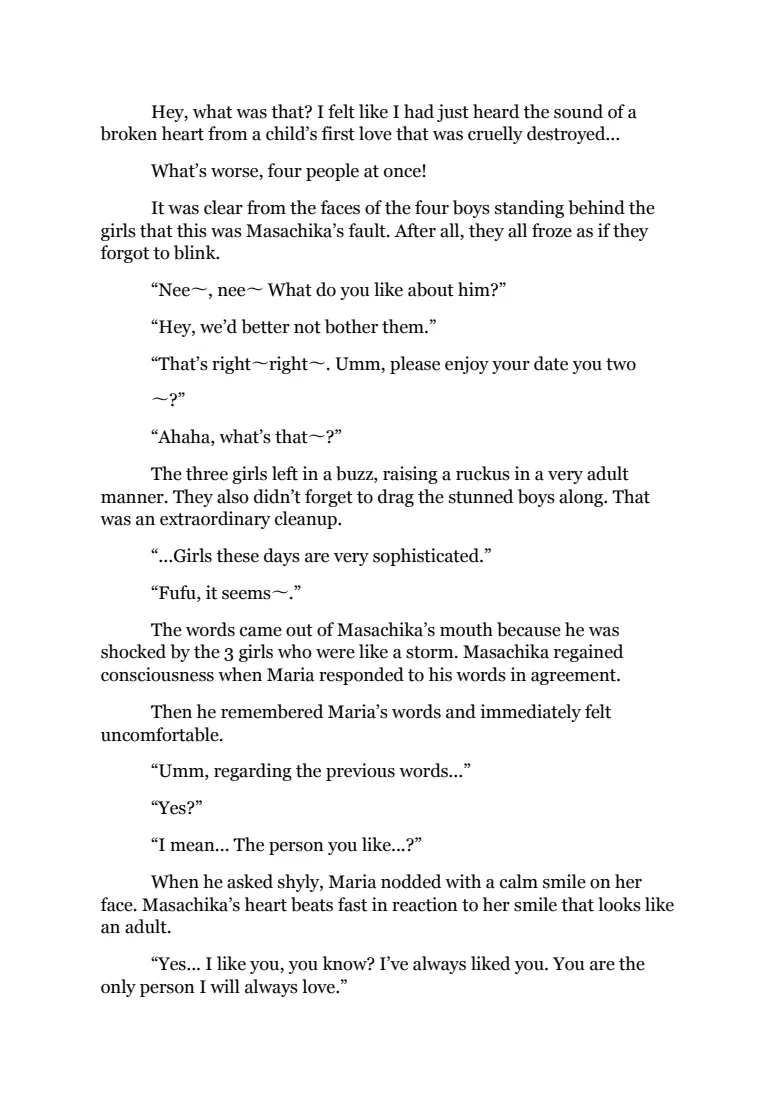 Hey, what was that? I felt like I had just heard the sound of a
broken heart from a child’s first love that was cruelly destroyed...
What’s worse, four people at once!
It was clear from the faces of the four boys standing behind the
girls that this was Masachika’s fault. After all, they all froze as if they
forgot to blink.
“Nee～, nee～ What do you like about him?”
“Hey, we’d better not bother them.”
“That’s right～right～. Umm, please enjoy your date you two
～?”
“Ahaha, what’s that～?”
The three girls left in a buzz, raising a ruckus in a very adult
manner. They also didn’t forget to drag the stunned boys along. That
was an extraordinary cleanup.
“...Girls these days are very sophisticated.”
“Fufu, it seems～.”
The words came out of Masachika’s mouth because he was
shocked by the 3 girls who were like a storm. Masachika regained
consciousness when Maria responded to his words in agreement.
Then he remembered Maria’s words and immediately felt
uncomfortable.
“Umm, regarding the previous words...”
“Yes?”
“I mean... The person you like...?”
When he asked shyly, Maria nodded with a calm smile on her
face. Masachika’s heart beats fast in reaction to her smile that looks like
an adult.
“Yes... I like you, you know? I’ve always liked you. You are the
only person I will always love.”